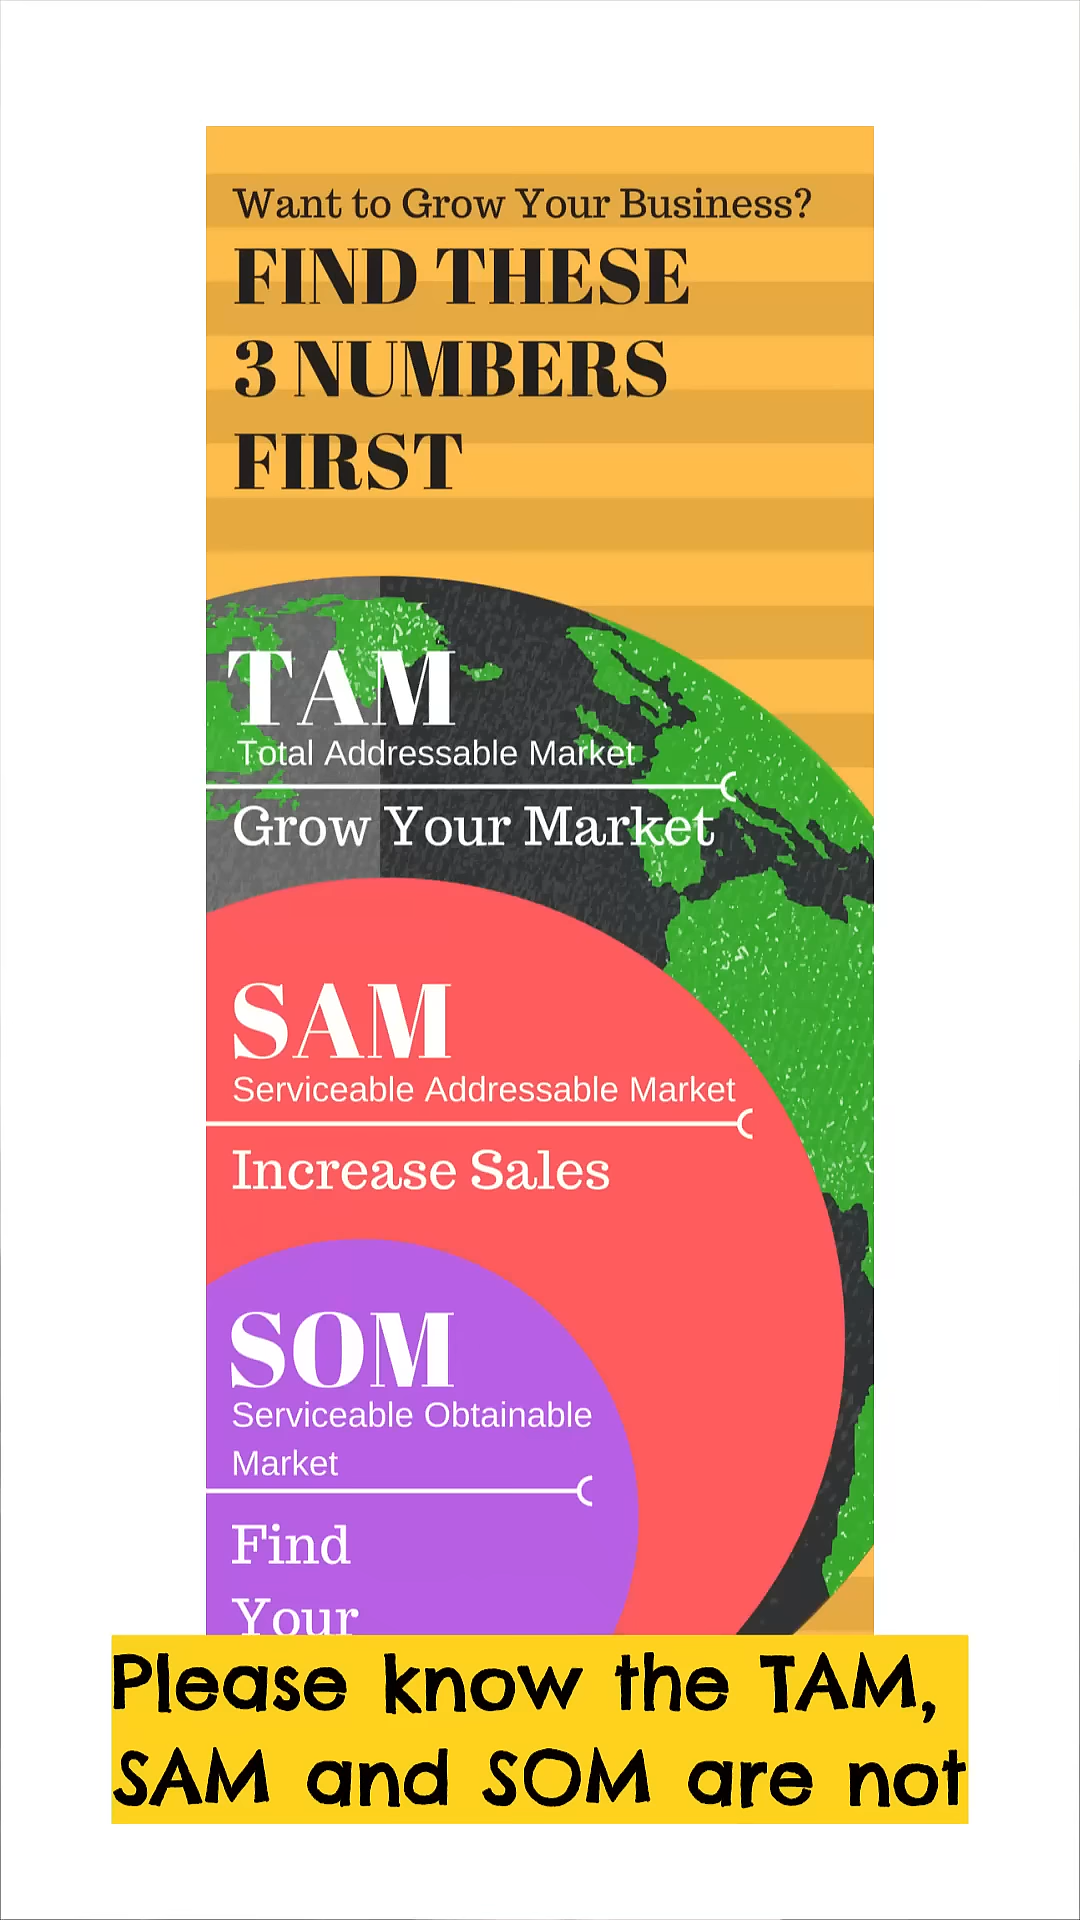 Want to Grow Your Business?
FIND THESE
3 NUMBERS
FIRST
TAM
Total Addressable Market
Grow Your Market
SAM
Serviceable Addressable Market
Increase Sales
SOM
Serviceable Obtainable
Market
Find
Your
Please know the TAM,
SAM and SOM are not